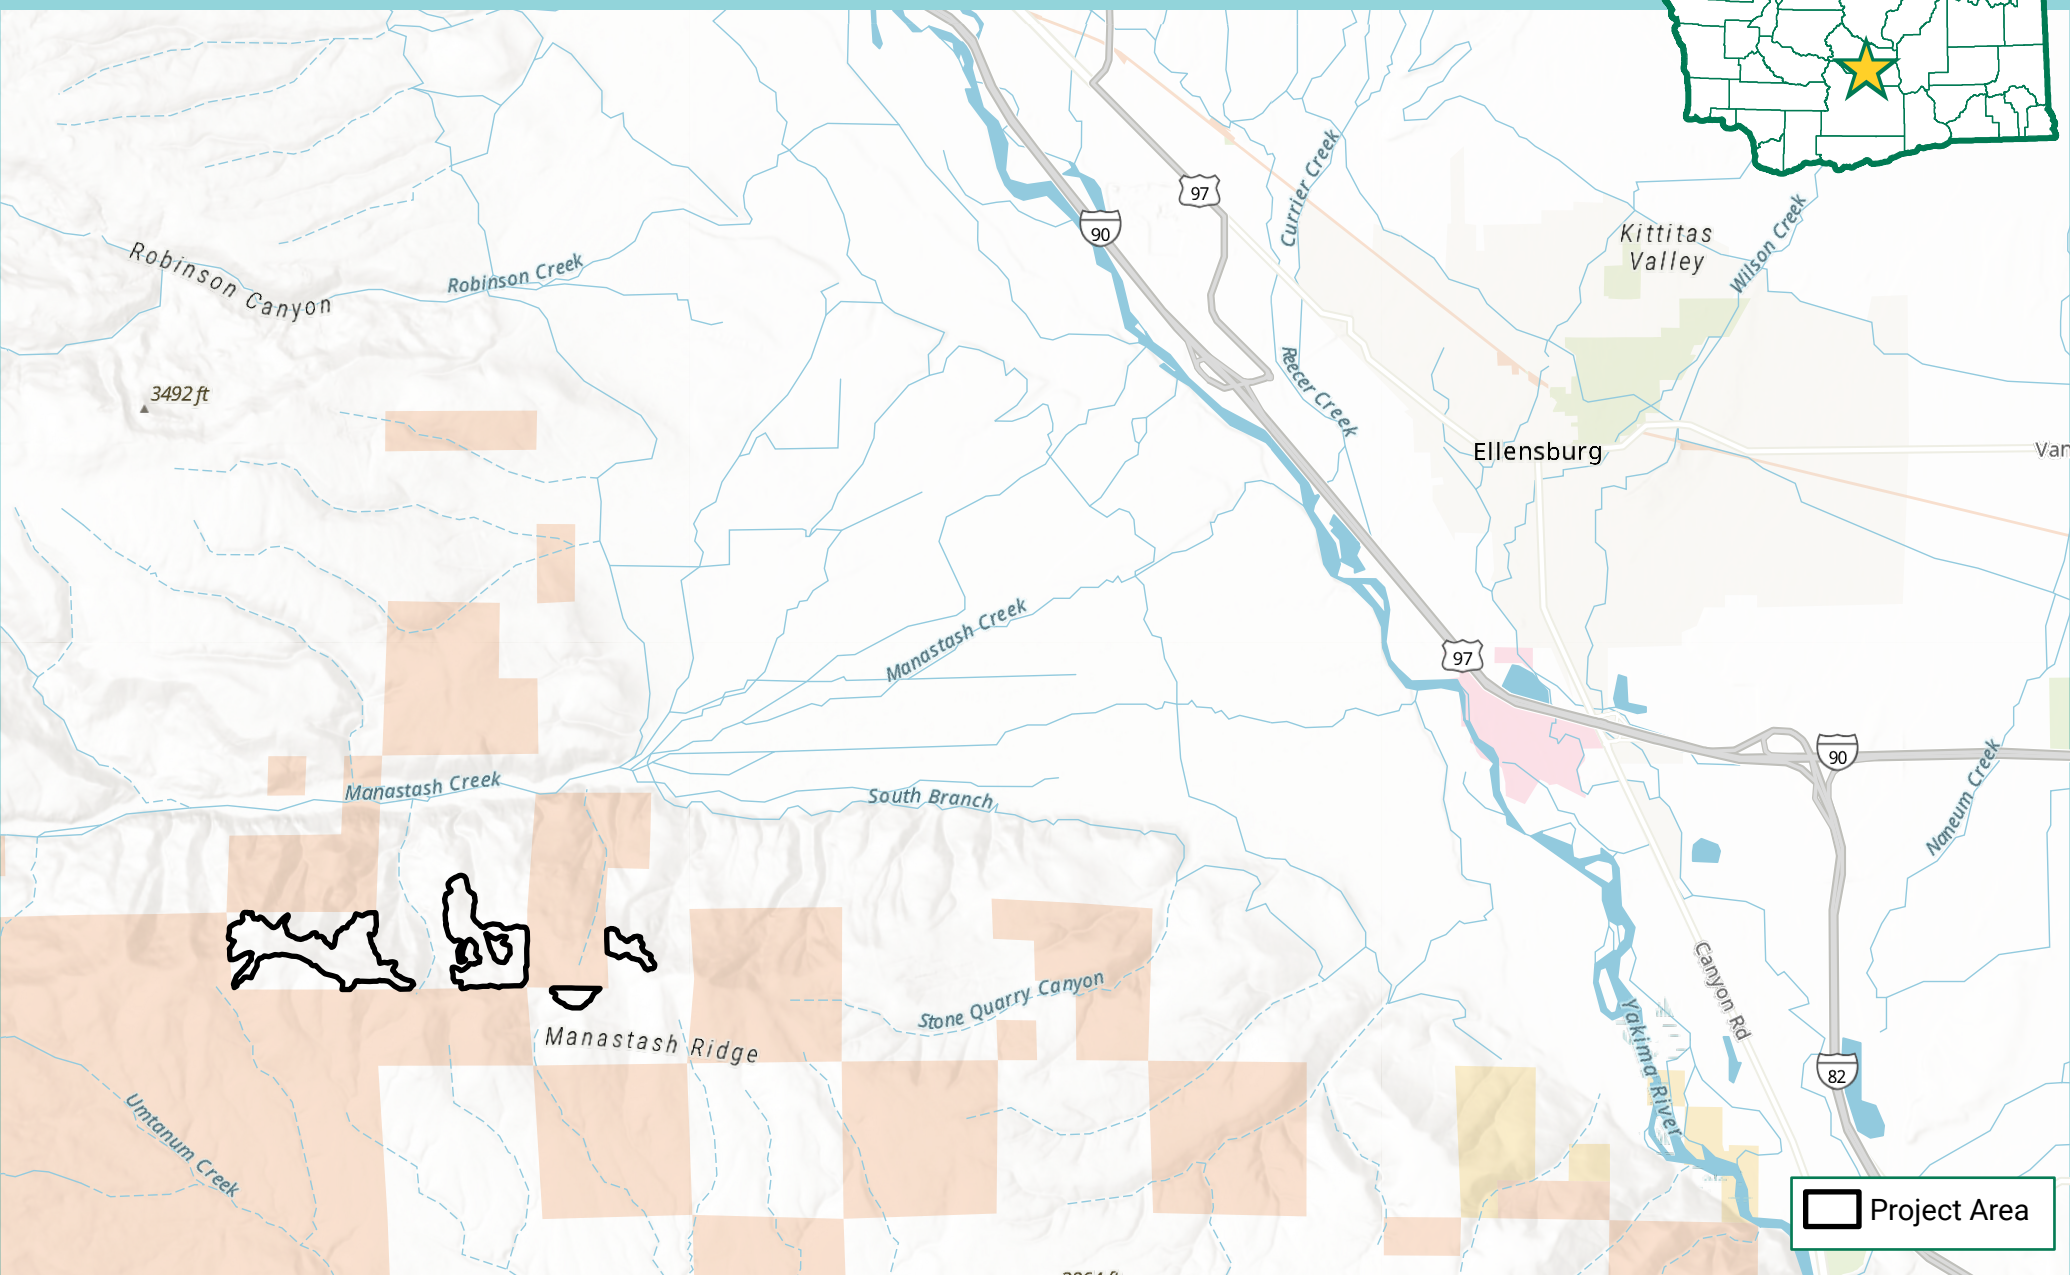 97
Currier Creek
90
Kittitas
Valley
Wilson Creek
Robinson Canyon
Robinson Creek
3492 ft
Reecer Creek
Ellensburg
Manastash Creek
97
90
Naneum Creek
Manastash Creek
South Branch
Canyon Rd
Stone Quarry Canyon
Yakima River
Manastash Ridge
82
Umtanum Creek
Project Area